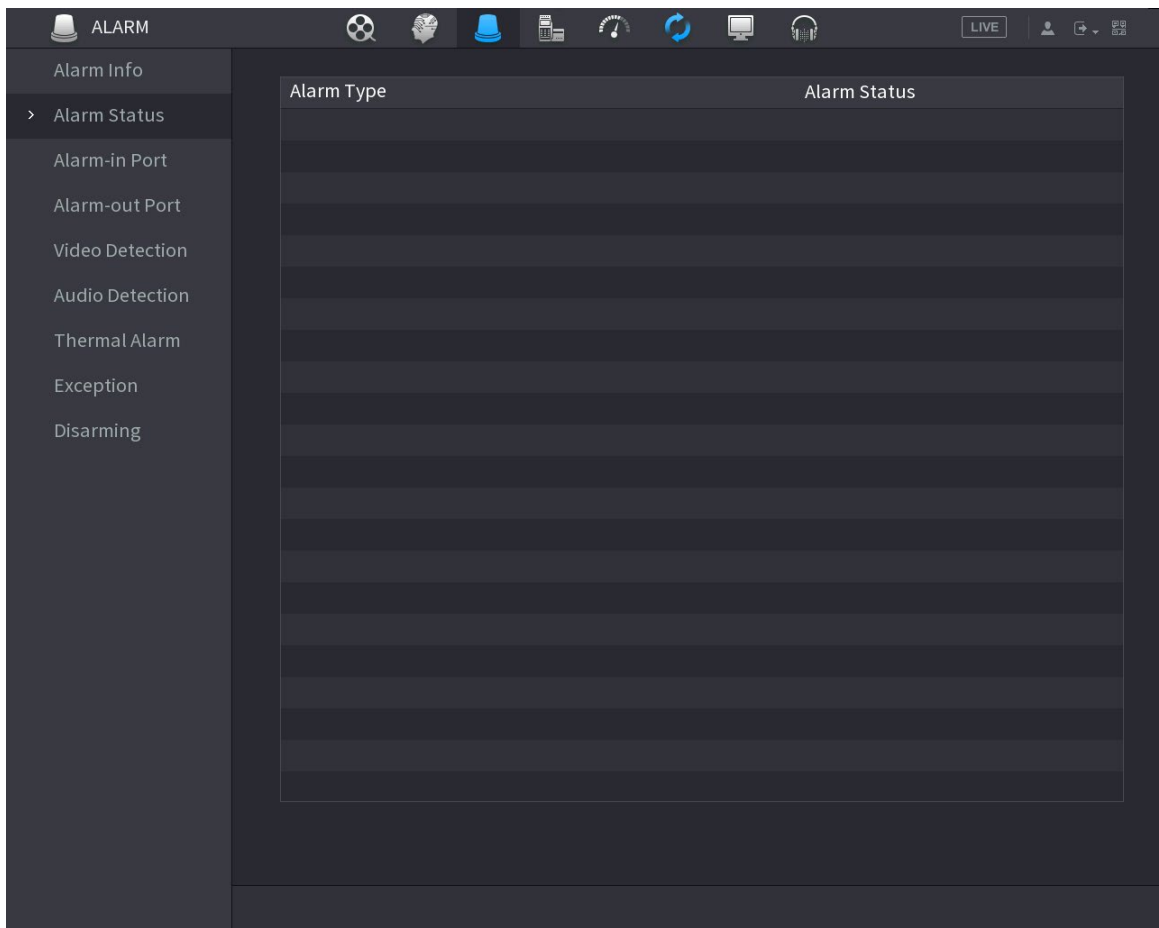 ALARM
LIVE
Alarm Info
Alarm Status
Alarm-in Port
Alarm-out Port
Video Detection
Audio Detection
Thermal Alarm
Exception
Disarming
Alarm Type Alarm Status